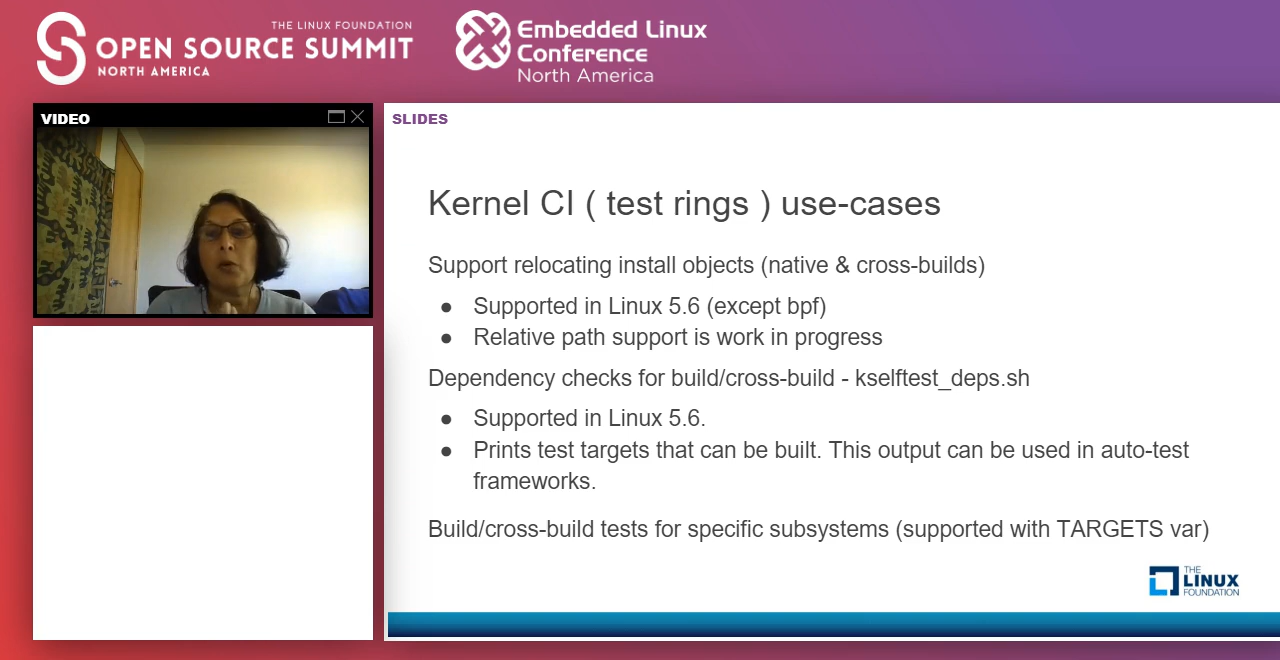 THE LINUX FOUNDATION
OPEN SOURCE SUMMIT
NORTH AMERICA
Embedded Linux
Conference
North America
VIDEO
SLIDES
Kernel CI ( test rings ) use-cases
Support relocating install objects (native & cross-builds)
● Supported in Linux 5.6 (except bpf)
● Relative path support is work in progress
Dependency checks for build/cross-build - kselftest_deps.sh
● Supported in Linux 5.6.
● Prints test targets that can be built. This output can be used in auto-test
frameworks.
Build/cross-build tests for specific subsystems (supported with TARGETS var)
THE
LINUX
FOUNDATION